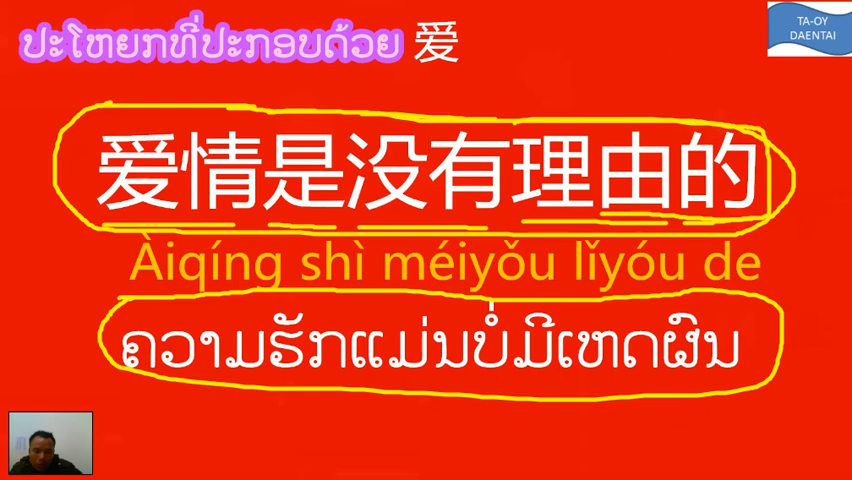 ປະໂຫຍກທີ່ປະກອບດ້ວຍ 爱
TA-OY
DAENTAI
爱情是没有理由的
Àiqíng shì méiyǒu lǐyóu de
ຄວາມຮັກແມ່ນບໍ່ມີເຫດຜົນ